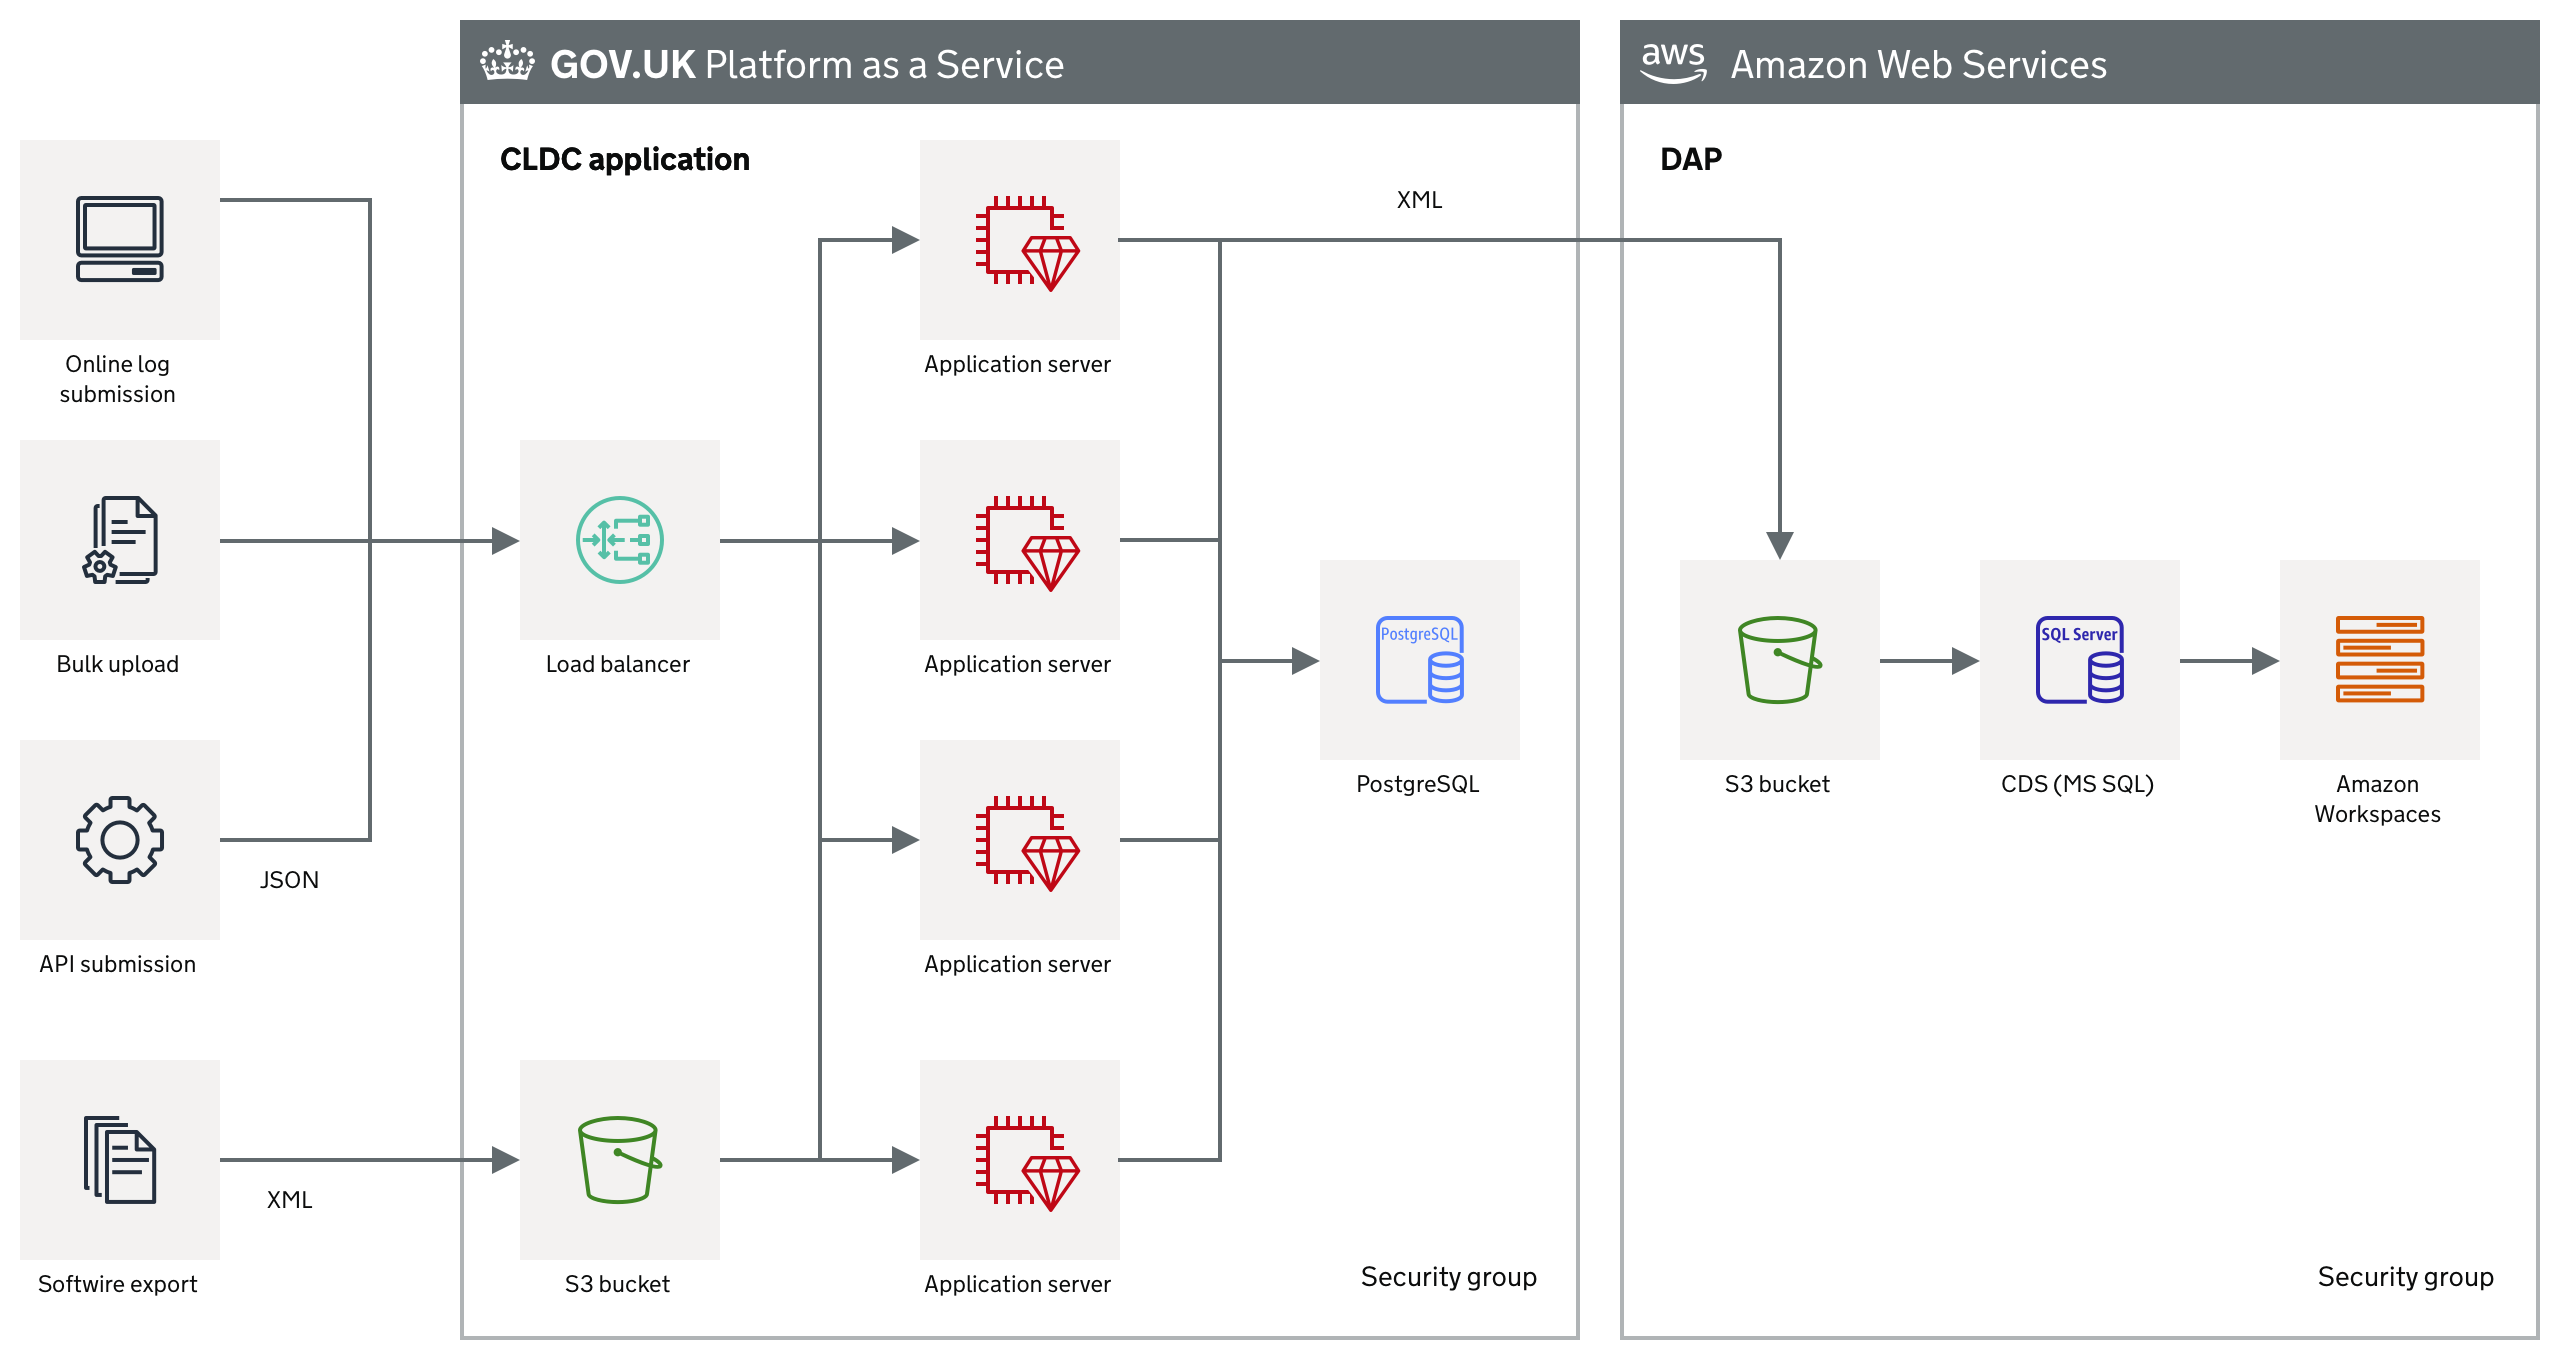 GOV.UK Platform as a Service
aws Amazon Web Services
CLDC application
DAP
XML
Online log
submission
Application server
Bulk upload
Load balancer
Application server
PostgreSQL
SQL Server
PostgreSQL
S3 bucket
CDS (MS SQL)
Amazon
Workspaces
JSON
API submission
Application server
XML
Softwire export
S3 bucket
Application server
Security group
Security group